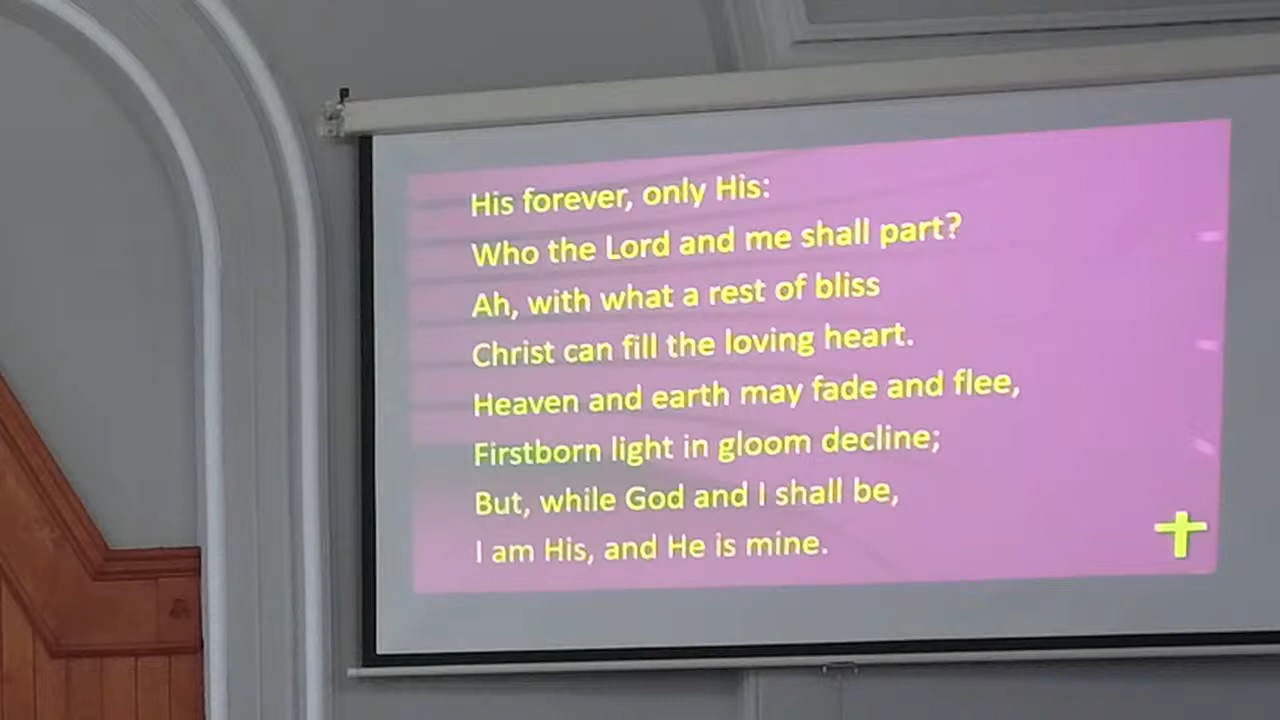 His forever, only His:
Who the Lord and me shall part?
Ah, with what a rest of bliss
Christ can fill the loving heart.
Heaven and earth may fade and flee,
Firstborn light in gloom decline;
But, while God and I shall be,
I am His, and He is mine.